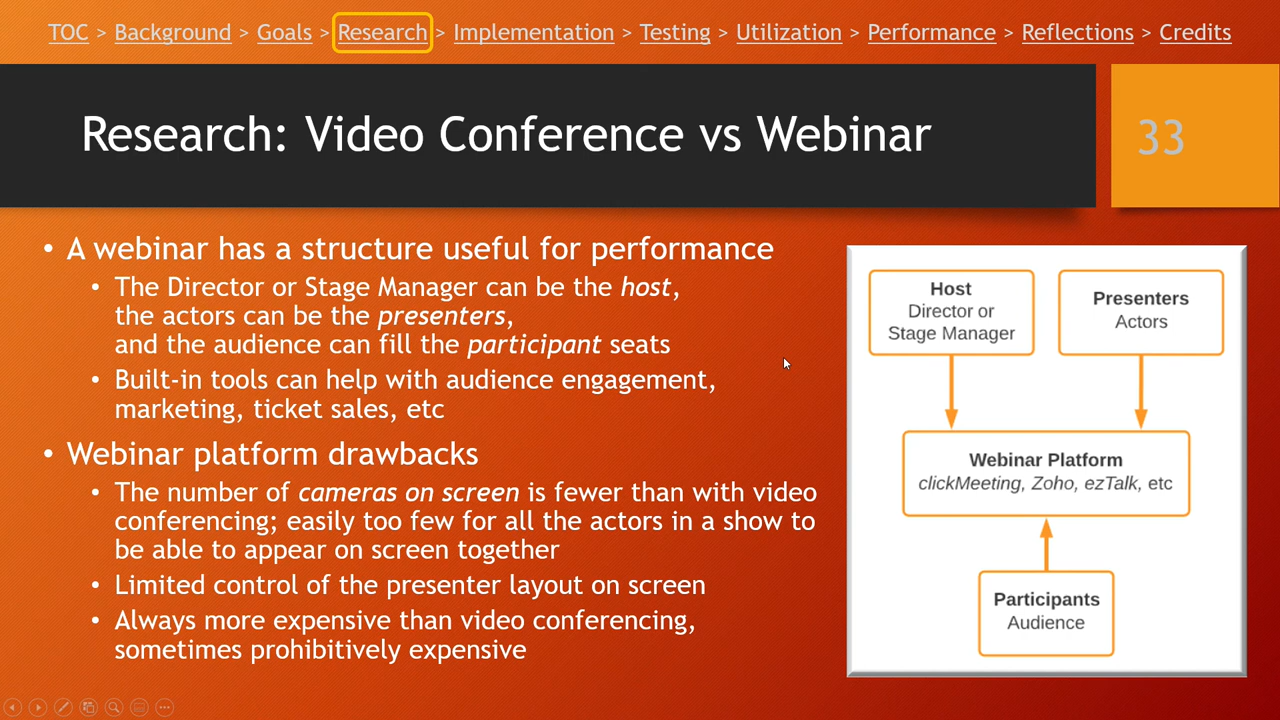 TOC > Background > Goals > Research > Implementation > Testing > Utilization > Performance > Reflections > Credits
Research: Video Conference vs Webinar
33
• A webinar has a structure useful for performance
• The Director or Stage Manager can be the host,
the actors can be the presenters,
and the audience can fill the participant seats
• Built-in tools can help with audience engagement,
marketing, ticket sales, etc
• Webinar platform drawbacks
• The number of cameras on screen is fewer than with video
conferencing; easily too few for all the actors in a show to
be able to appear on screen together
• Limited control of the presenter layout on screen
• Always more expensive than video conferencing,
sometimes prohibitively expensive
Host
Director or
Stage Manager
Presenters
Actors
Webinar Platform
clickMeeting, Zoho, ezTalk, etc
Participants
Audience